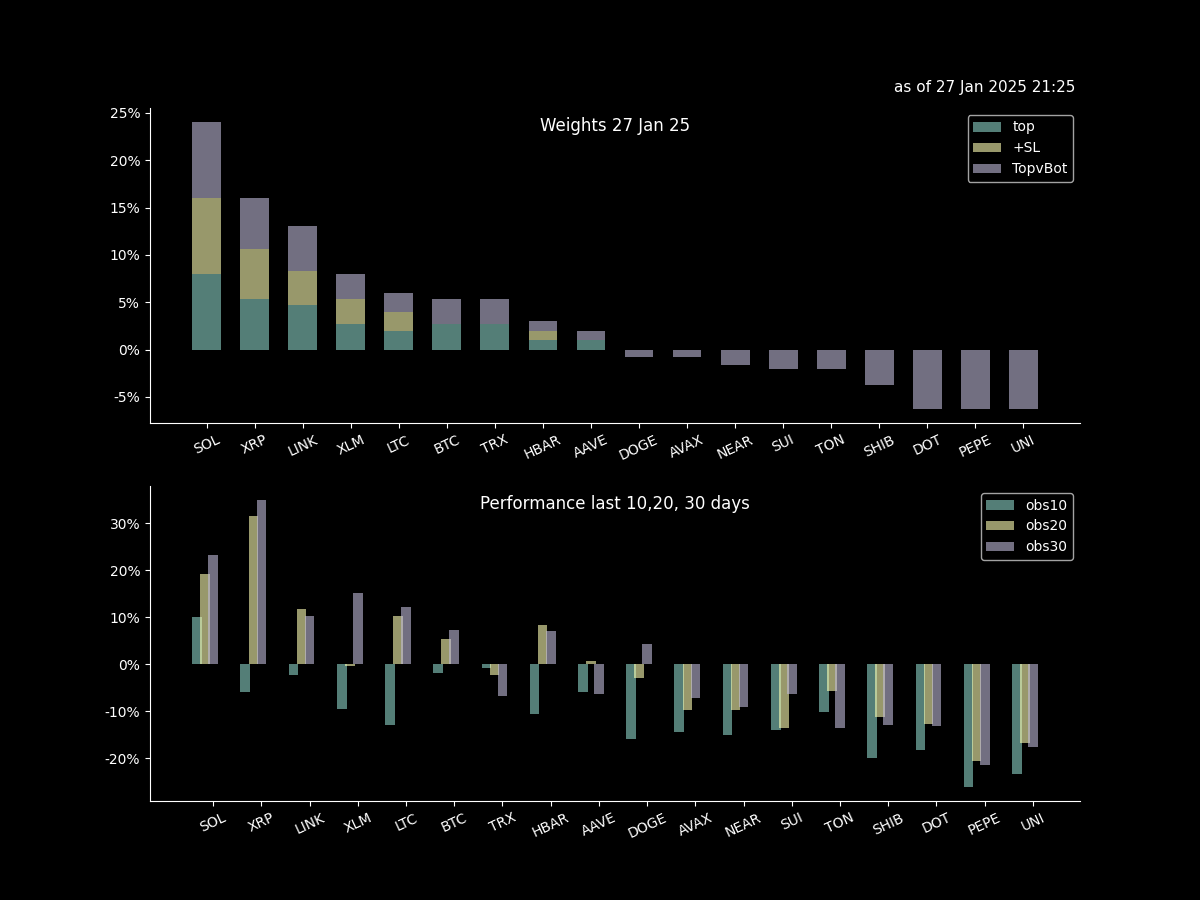 as of 27 Jan 2025 21:25
Weights 27 Jan 25
top
+SL
TopvBot
25%
20%
15%
10%
5%
0%
-5%
SOL XRP LINK XLM LTC BTC TRX HBAR AAVE DOGE AVAX NEAR SUI TON SHIB DOT PEPE UNI
Performance last 10,20, 30 days
obs10
obs20
obs30
30%
20%
10%
0%
-10%
-20%
SOL XRP LINK XLM LTC BTC TRX HBAR AAVE DOGE AVAX NEAR SUI TON SHIB DOT PEPE UNI